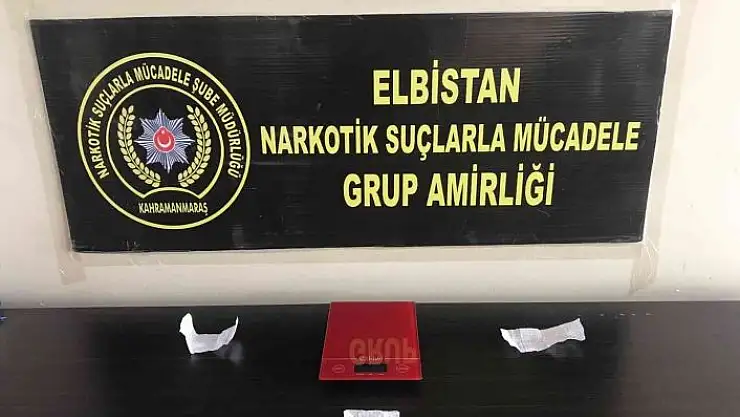 NARKOTİK SUÇLARLA MÜCADELE ŞUBE MÜDÜRLÜĞÜ
KAHRAMANMARAŞ
ELBİSTAN
NARKOTİK SUÇLARLA MÜCADELE
GRUP AMİRLİĞİ